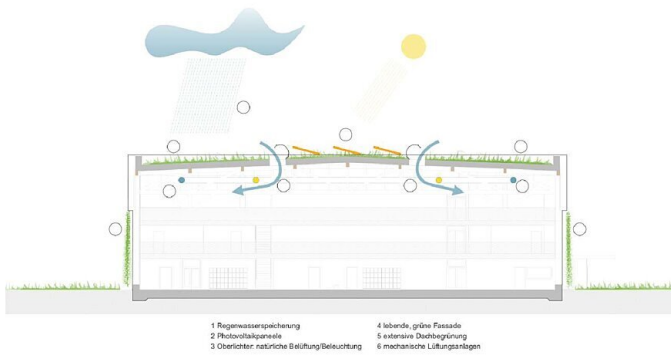 1 Regenwasserspeicherung
2 Photovoltaikpaneele
3 Oberlichter: natürliche Belüftung/Beleuchtung
4 lebende, grüne Fassade
5 extensive Dachbegrünung
6 mechanische Lüftungsanlagen